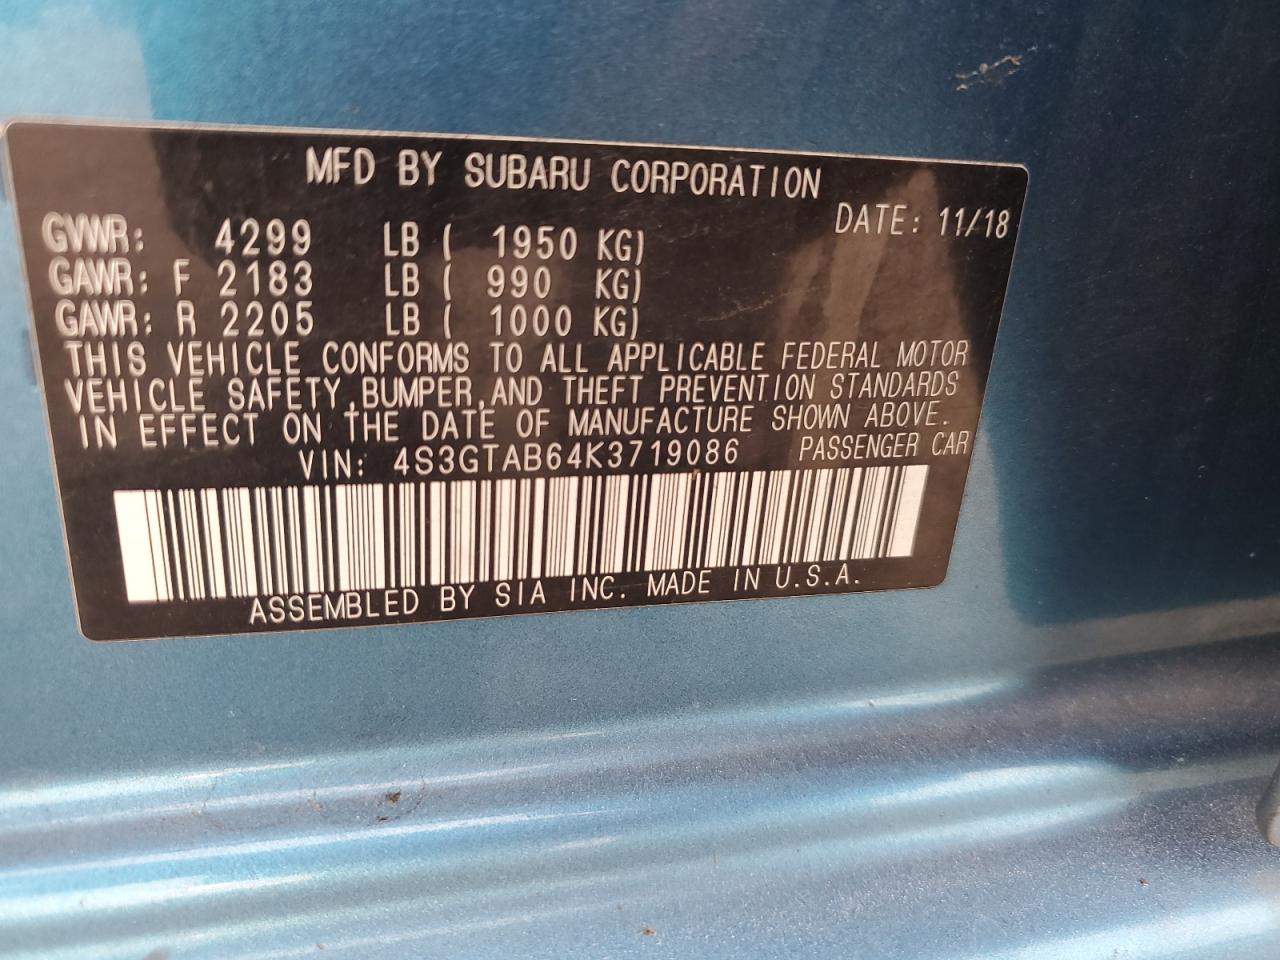 MFD BY SUBARU CORPORATION
DATE: 11/18
GVWR: 4299 LB ( 1950 KG)
GAWR: F 2183 LB ( 990 KG)
GAWR: R 2205 LB ( 1000 KG)
THIS VEHICLE CONFORMS TO ALL APPLICABLE FEDERAL MOTOR
VEHICLE SAFETY,BUMPER,AND THEFT PREVENTION STANDARDS
IN EFFECT ON THE DATE OF MANUFACTURE SHOWN ABOVE.
VIN: 4S3GTAB64K3719086 PASSENGER CAR
ASSEMBLED BY SIA INC. MADE IN U.S.A.